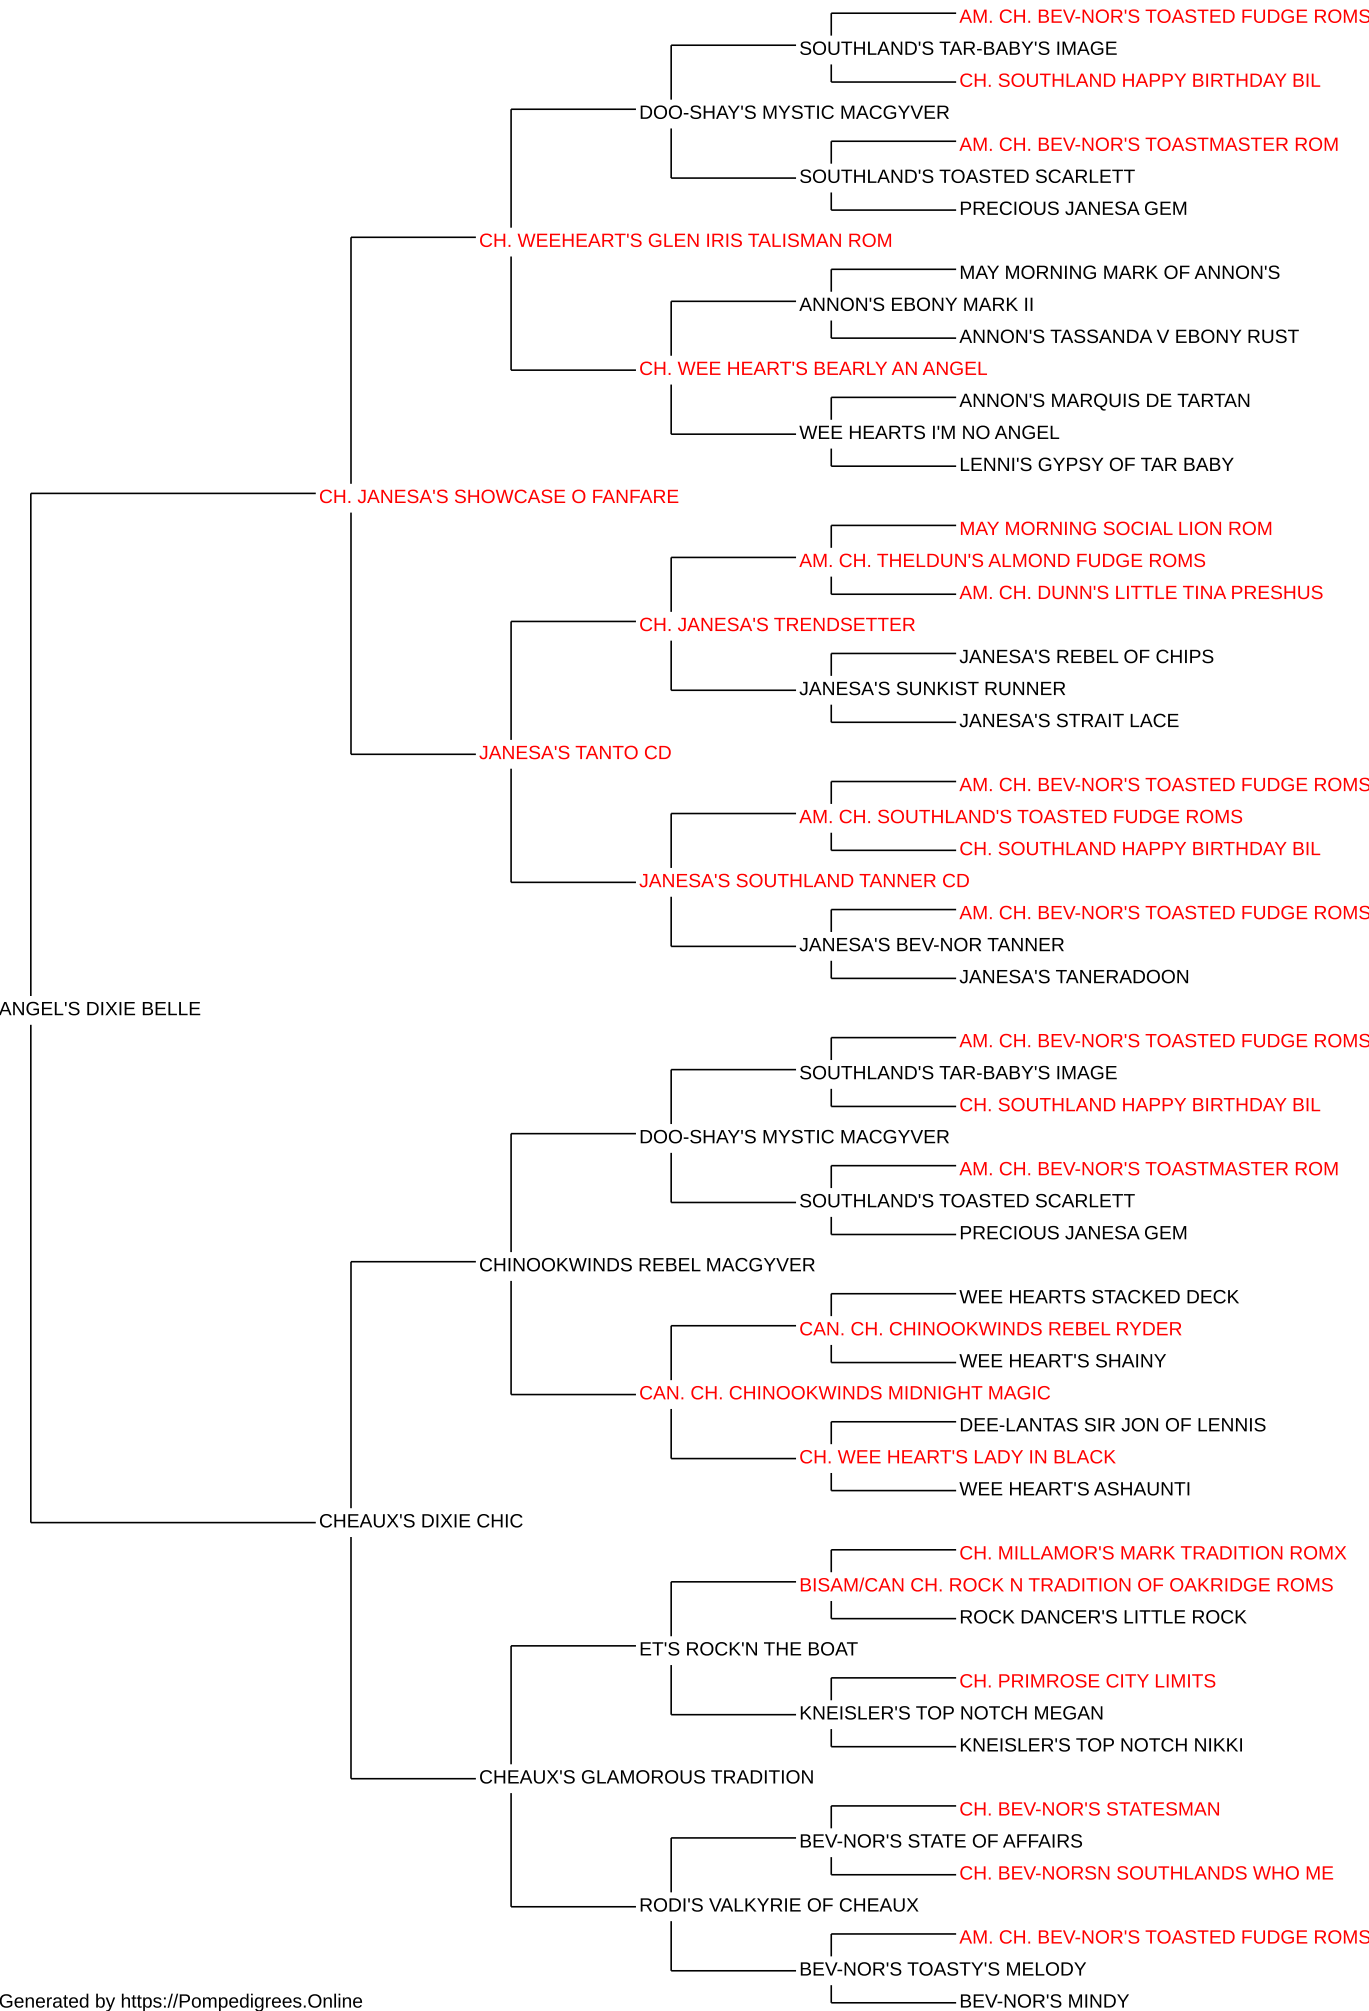 AM. CH. BEV-NOR'S TOASTED FUDGE ROMS
SOUTHLAND'S TAR-BABY'S IMAGE
CH. SOUTHLAND HAPPY BIRTHDAY BIL
DOO-SHAY'S MYSTIC MACGYVER
AM. CH. BEV-NOR'S TOASTMASTER ROM
SOUTHLAND'S TOASTED SCARLETT
PRECIOUS JANESA GEM
CH. WEEHEART'S GLEN IRIS TALISMAN ROM
MAY MORNING MARK OF ANNON'S
ANNON'S EBONY MARK II
ANNON'S TASSANDA V EBONY RUST
CH. WEE HEART'S BEARLY AN ANGEL
ANNON'S MARQUIS DE TARTAN
WEE HEARTS I'M NO ANGEL
LENNI'S GYPSY OF TAR BABY
CH. JANESA'S SHOWCASE O FANFARE
MAY MORNING SOCIAL LION ROM
AM. CH. THELDUN'S ALMOND FUDGE ROMS
AM. CH. DUNN'S LITTLE TINA PRESHUS
CH. JANESA'S TRENDSETTER
JANESA'S REBEL OF CHIPS
JANESA'S SUNKIST RUNNER
JANESA'S STRAIT LACE
JANESA'S TANTO CD
AM. CH. BEV-NOR'S TOASTED FUDGE ROMS
AM. CH. SOUTHLAND'S TOASTED FUDGE ROMS
CH. SOUTHLAND HAPPY BIRTHDAY BIL
JANESA'S SOUTHLAND TANNER CD
AM. CH. BEV-NOR'S TOASTED FUDGE ROMS
JANESA'S BEV-NOR TANNER
JANESA'S TANERADOON
ANGEL'S DIXIE BELLE
AM. CH. BEV-NOR'S TOASTED FUDGE ROMS
SOUTHLAND'S TAR-BABY'S IMAGE
CH. SOUTHLAND HAPPY BIRTHDAY BIL
DOO-SHAY'S MYSTIC MACGYVER
AM. CH. BEV-NOR'S TOASTMASTER ROM
SOUTHLAND'S TOASTED SCARLETT
PRECIOUS JANESA GEM
CHINOOKWINDS REBEL MACGYVER
WEE HEARTS STACKED DECK
CAN. CH. CHINOOKWINDS REBEL RYDER
WEE HEART'S SHAINY
CAN. CH. CHINOOKWINDS MIDNIGHT MAGIC
DEE-LANTAS SIR JON OF LENNIS
CH. WEE HEART'S LADY IN BLACK
WEE HEART'S ASHAUNTI
CHEAUX'S DIXIE CHIC
CH. MILLAMOR'S MARK TRADITION ROMX
BISAM/CAN CH. ROCK N TRADITION OF OAKRIDGE ROMS
ROCK DANCER'S LITTLE ROCK
ET'S ROCK'N THE BOAT
CH. PRIMROSE CITY LIMITS
KNEISLER'S TOP NOTCH MEGAN
KNEISLER'S TOP NOTCH NIKKI
CHEAUX'S GLAMOROUS TRADITION
CH. BEV-NOR'S STATESMAN
BEV-NOR'S STATE OF AFFAIRS
CH. BEV-NORSN SOUTHLANDS WHO ME
RODI'S VALKYRIE OF CHEAUX
AM. CH. BEV-NOR'S TOASTED FUDGE ROMS
BEV-NOR'S TOASTY'S MELODY
BEV-NOR'S MINDY
Generated by https://Pompedigrees.Online